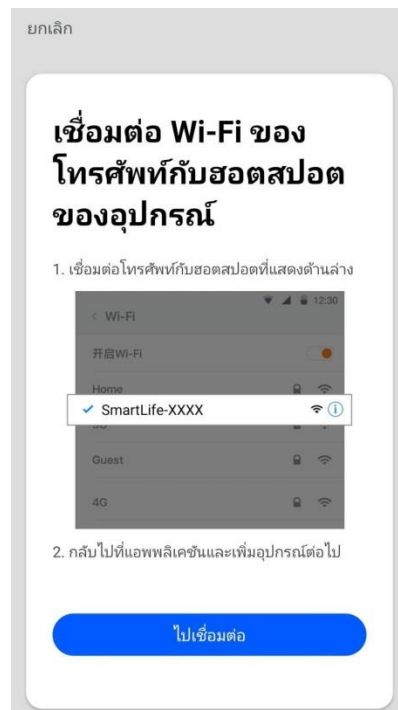 ยกเลิก
เชื่อมต่อ Wi-Fi ของ
โทรศัพท์กับฮอตสปอต
ของอุปกรณ์
1. เชื่อมต่อโทรศัพท์กับฮอตสปอตที่แสดงด้านล่าง
12:30
< Wi-Fi
开启Wi-Fi
Home
SmartLife-XXXX
Guest
4G
2. กลับไปที่แอพพลิเคชันและเพิ่มอุปกรณ์ต่อไป
ไปเชื่อมต่อ